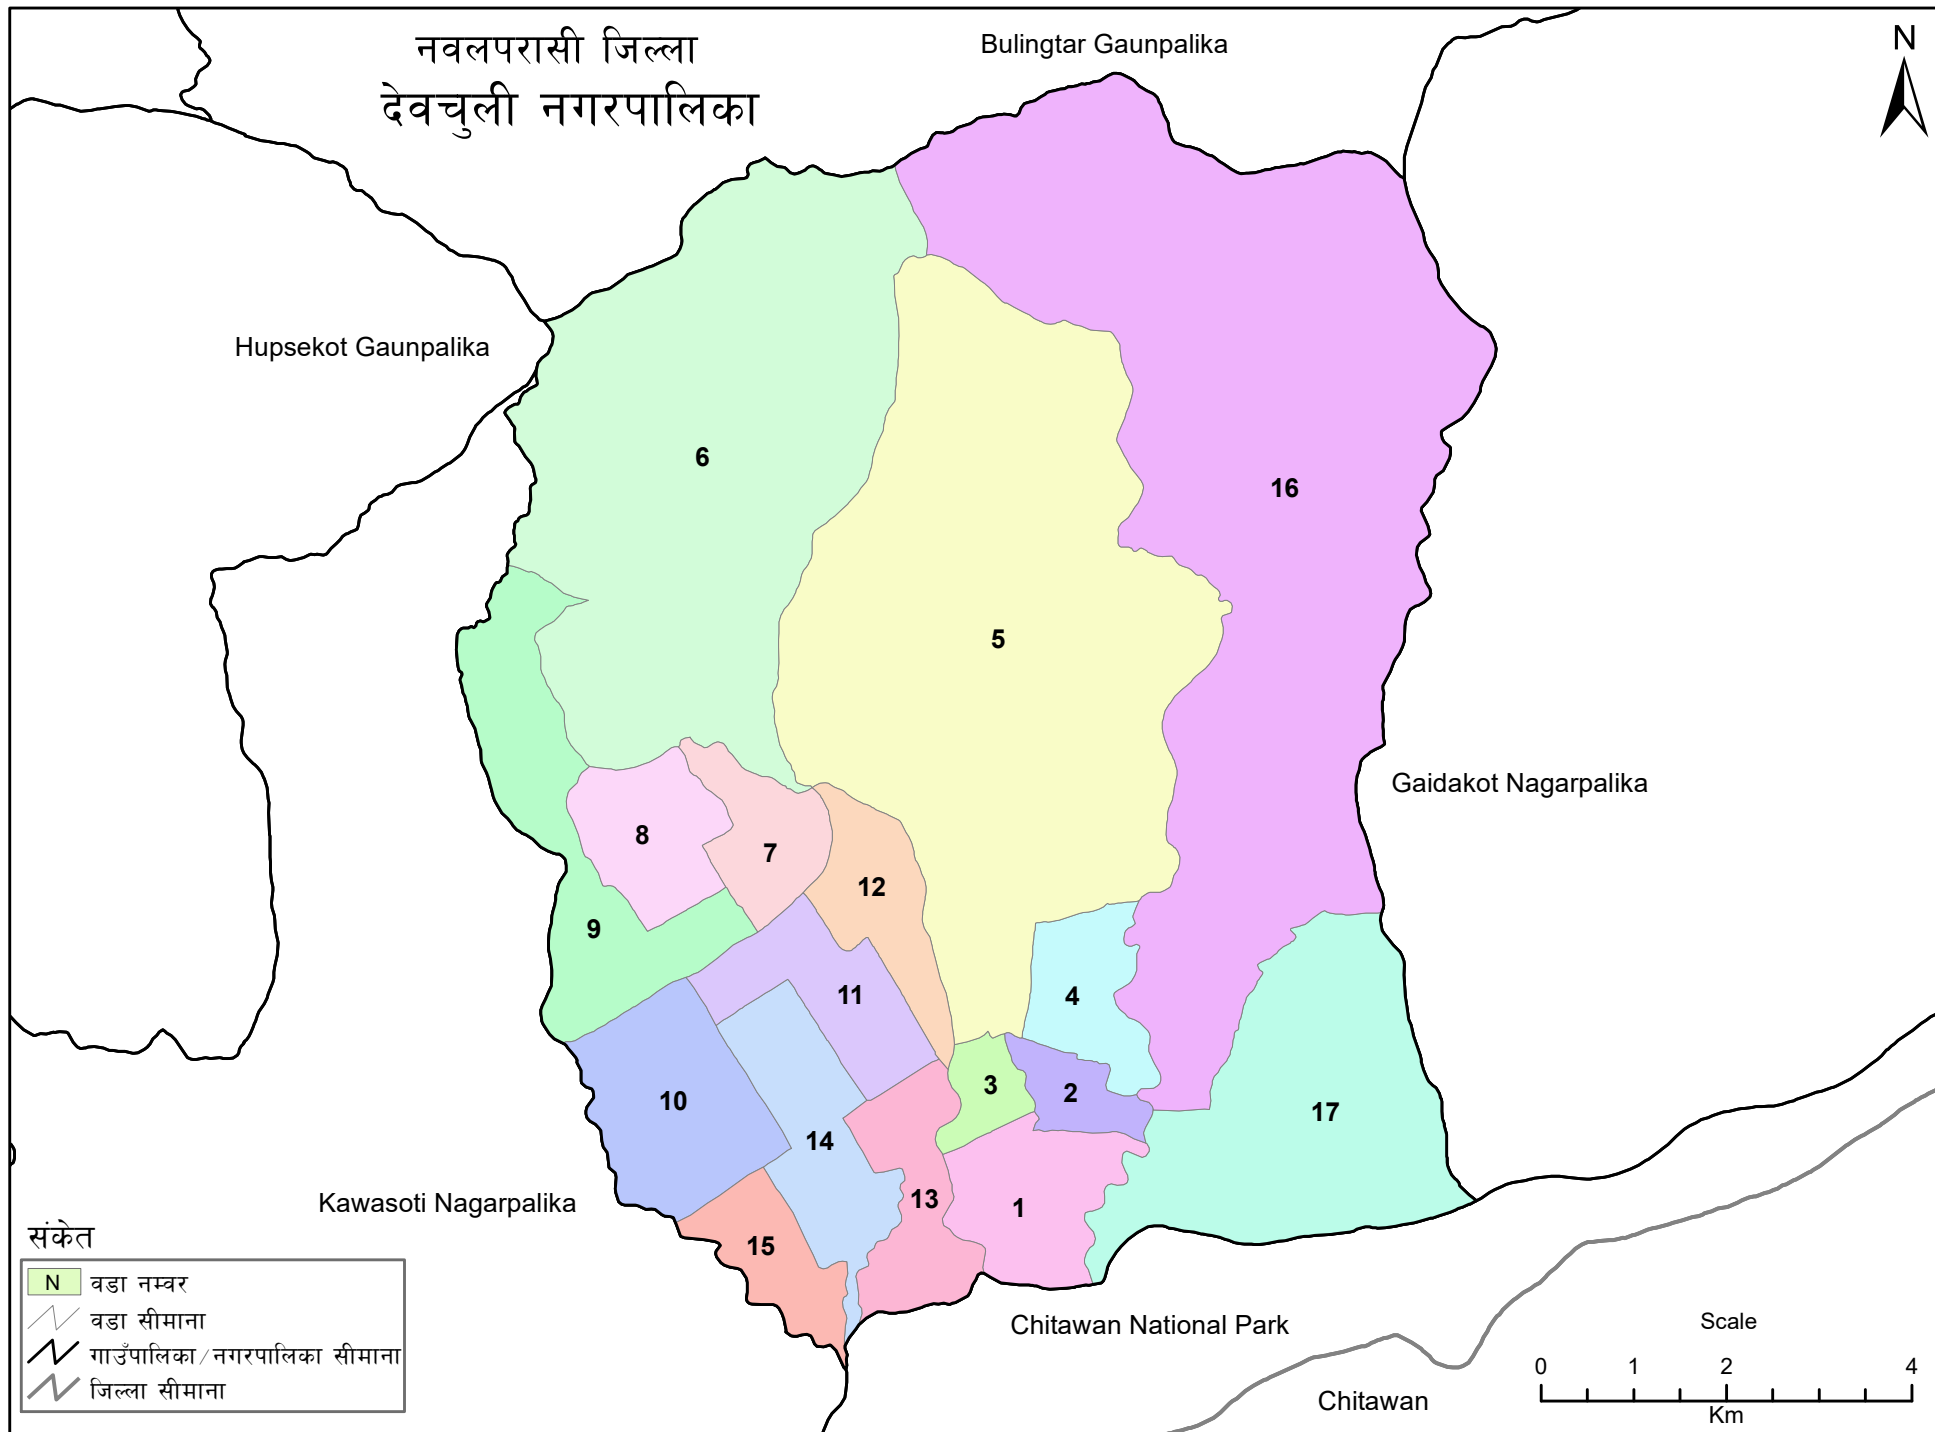 नवलपरासी जिल्ला
देवचुली नगरपालिका
Bulingtar Gaunpalika
N
Hupsekot Gaunpalika
6
16
5
Gaidakot Nagarpalika
8
7
12
9
11
4
3
2
10
17
14
Kawasoti Nagarpalika
13
1
15
Chitawan National Park
Chitawan
संकेत
N वडा नम्वर
वडा सीमाना
गाउँपालिका/नगरपालिका सीमाना
जिल्ला सीमाना
Scale
0 1 2 4
Km